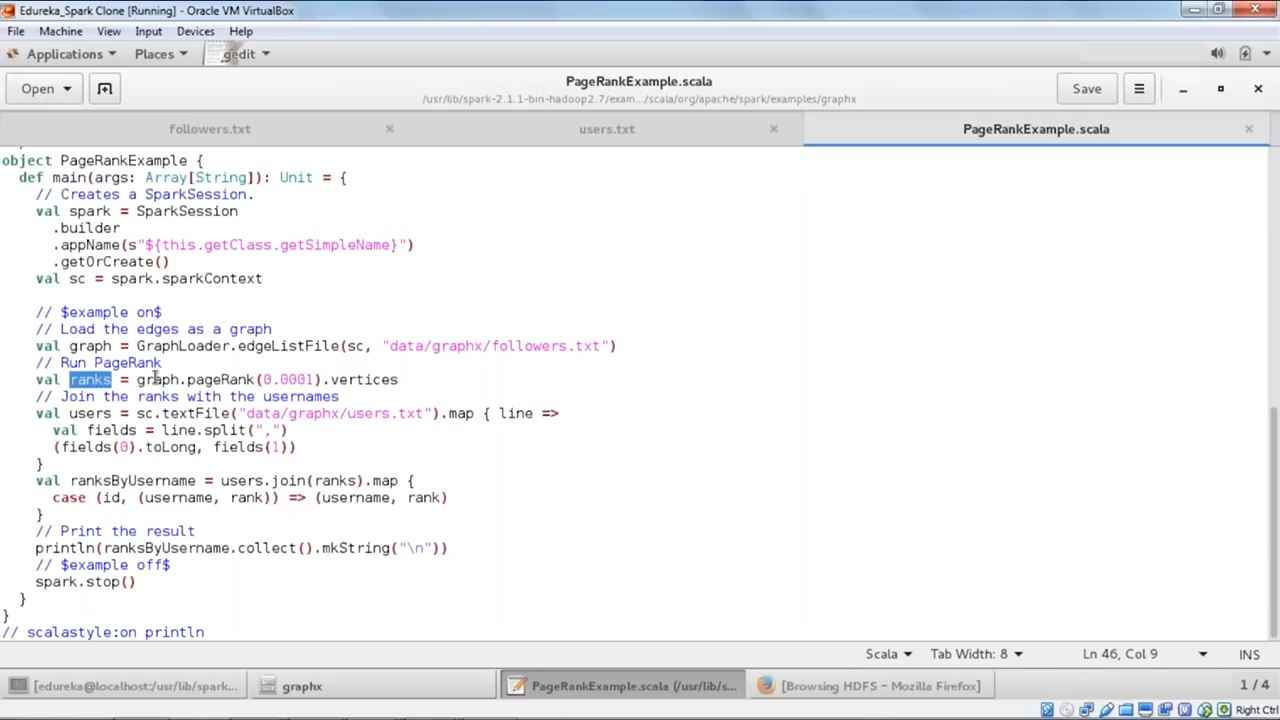 Edureka_Spark Clone [Running] - Oracle VM VirtualBox
File Machine View Input Devices Help
Applications Places gedit
Open PageRankExample.scala Save
/usr/lib/spark-2.1.1-bin-hadoop2.7/exam.../scala/org/apache/spark/examples/graphx
followers.txt users.txt PageRankExample.scala
object PageRankExample {
  def main(args: Array[String]): Unit = {
    // Creates a SparkSession.
    val spark = SparkSession
      .builder
      .appName(s"${this.getClass.getSimpleName}")
      .getOrCreate()
    val sc = spark.sparkContext
    // $example on$
    // Load the edges as a graph
    val graph = GraphLoader.edgeListFile(sc, "data/graphx/followers.txt")
    // Run PageRank
    val ranks = graph.pageRank(0.0001).vertices
    // Join the ranks with the usernames
    val users = sc.textFile("data/graphx/users.txt").map { line =>
      val fields = line.split(",")
      (fields(0).toLong, fields(1))
    }
    val ranksByUsername = users.join(ranks).map {
      case (id, (username, rank)) => (username, rank)
    }
    // Print the result
    println(ranksByUsername.collect().mkString("\n"))
    // $example off$
    spark.stop()
  }
}
// scalastyle:on println
Scala Tab Width: 8 Ln 46, Col 9 INS
[edureka@localhost:/usr/lib/spark... graphx PageRankExample.scala (/usr/lib/s... [Browsing HDFS - Mozilla Firefox] 1 / 4
Right Ctrl